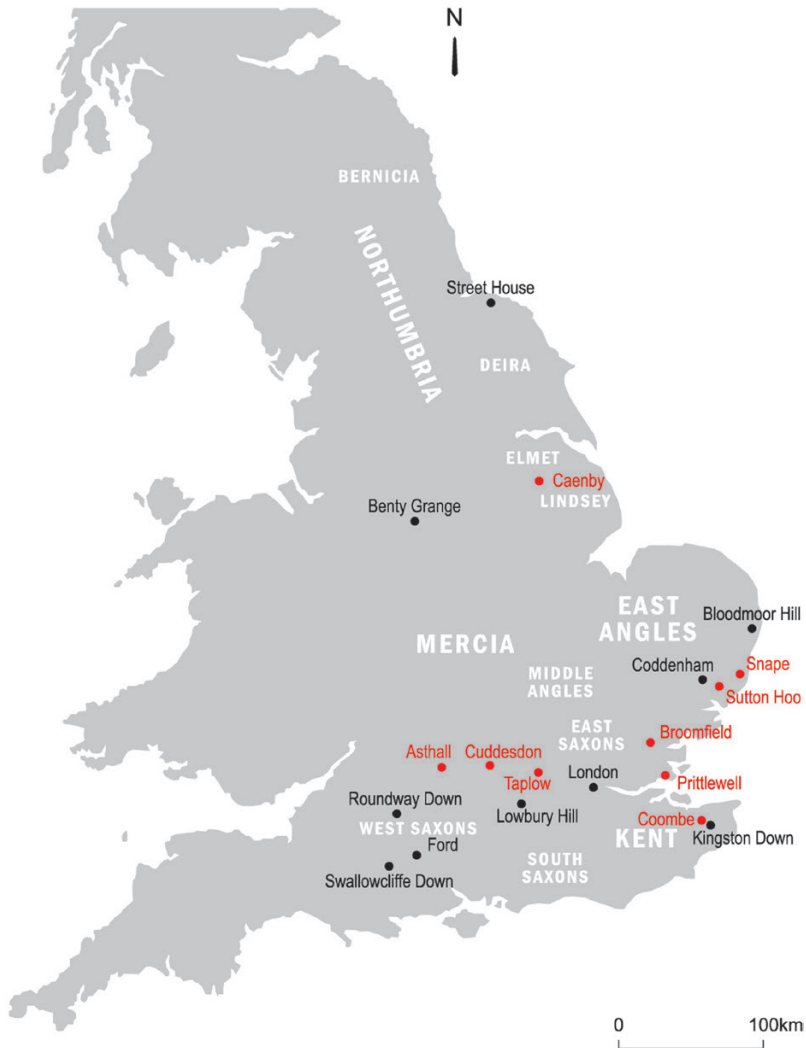 N
BERNICIA
NORTHUMBRIA
Street House
DEIRA
ELMET
Caenby
LINDSEY
Benty Grange
EAST
ANGLES
Bloodmoor Hill
MERCIA
MIDDLE
ANGLES
Coddenham
Snape
Sutton Hoo
EAST
SAXONS
Broomfield
Asthall
Cuddesdon
Taplow
London
Prittlewell
Roundway Down
WEST SAXONS
Lowbury Hill
Ford
Swallowcliffe Down
SOUTH
SAXONS
KENT
Coombe
Kingston Down
0
100km